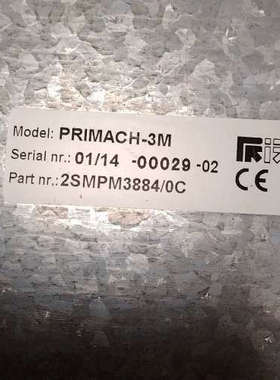 Model: PRIMACH-3M
Serial nr.: 01/14 -00029 -02
Part nr.: 2SMPM3884/0C
CE